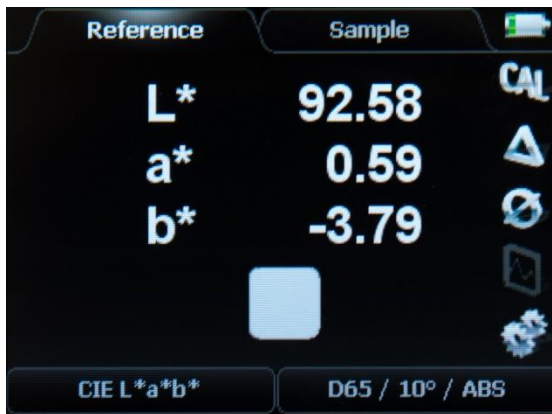 Reference Sample
CAL
L* 92.58
a* 0.59
b* -3.79
CIE L*a*b* D65 / 10° / ABS